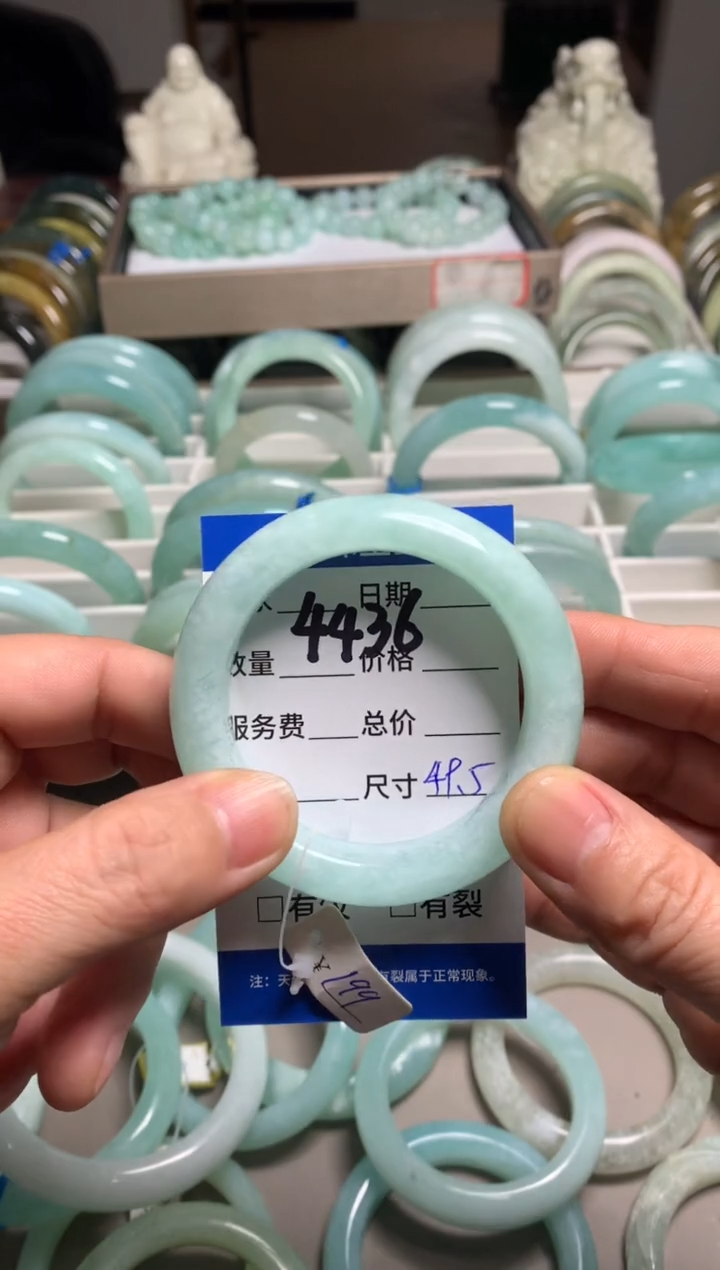 日期
4436
数量 价格
服务费 总价
尺寸 49.5
有 有裂
注：天 有裂属于正常现象。
¥199